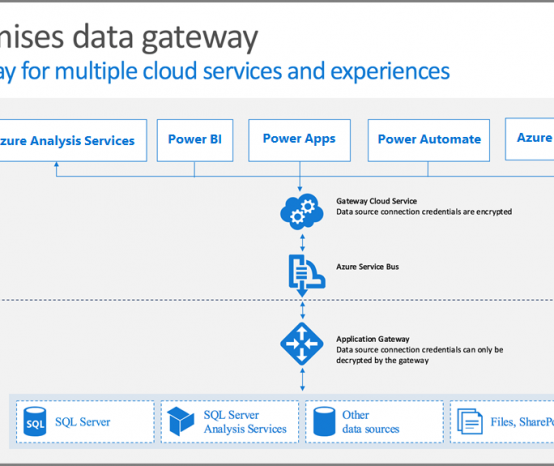 mises data gateway
ay for multiple cloud services and experiences
zure Analysis Services
Power BI
Power Apps
Power Automate
Azure
Gateway Cloud Service
Data source connection credentials are encrypted
Azure Service Bus
Application Gateway
Data source connection credentials can only be
decrypted by the gateway
SQL
SQL Server
SQL Server
Analysis Services
Other
data sources
Files, SharePo